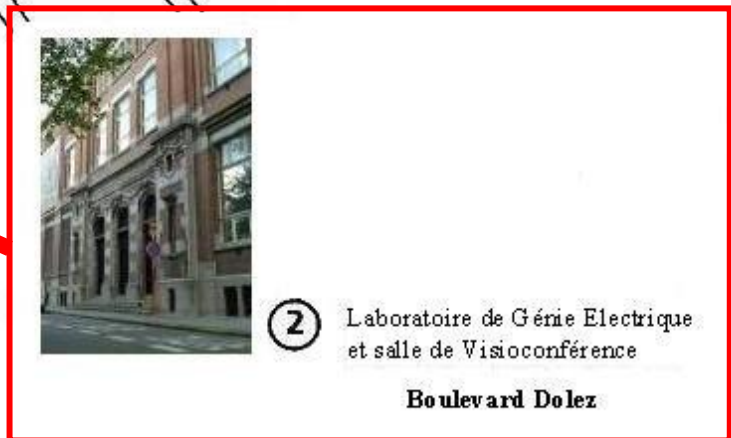 2 Laboratoire de Génie Electrique
et salle de Visioconférence
Boulevard Dolez